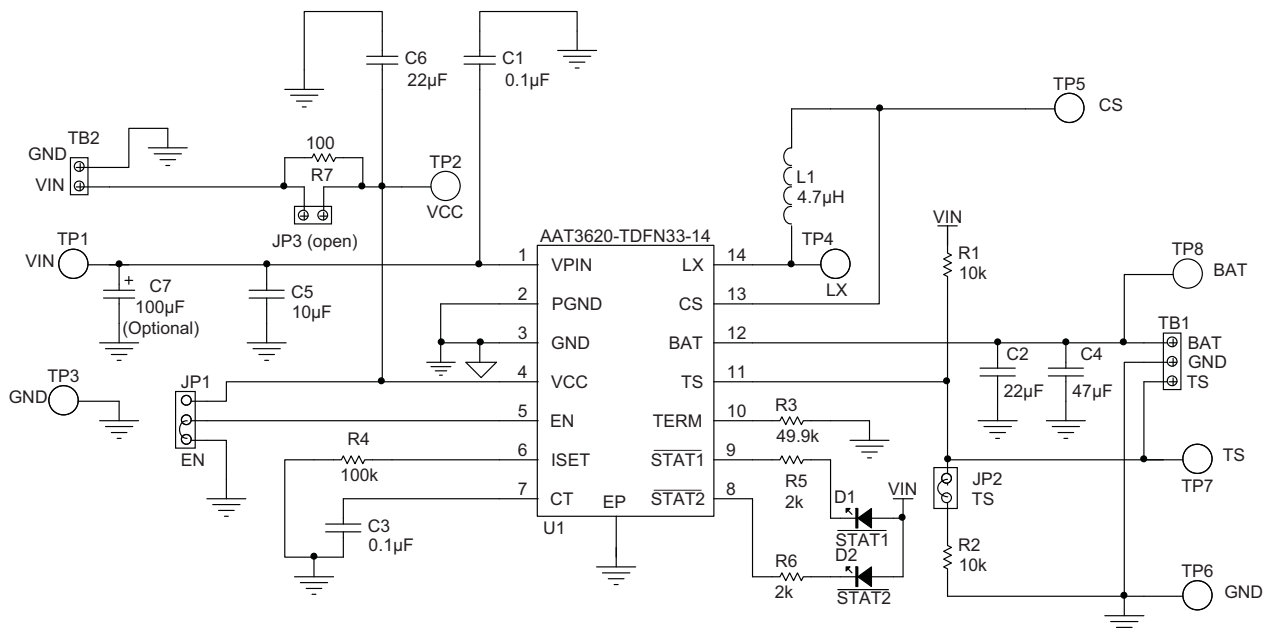 C6
22µF
C1
0.1µF
TP5
CS
TB2
GND
VIN
100
R7
TP2
VCC
JP3 (open)
L1
4.7µH
TP1
VIN
+
C7
100µF
(Optional)
C5
10µF
AAT3620-TDFN33-14
1 VPIN LX 14
2 PGND CS 13
3 GND BAT 12
4 VCC TS 11
5 EN TERM 10
6 ISET STAT1 9
7 CT STAT2 8
EP
U1
TP4
LX
VIN
R1
10k
TP8
BAT
TB1
BAT
GND
TS
C2
22µF
C4
47µF
TP3
GND
JP1
EN
R4
100k
C3
0.1µF
R3
49.9k
R5
2k
D1
STAT1
VIN
D2
STAT2
R6
2k
JP2
TS
TS
TP7
R2
10k
TP6
GND